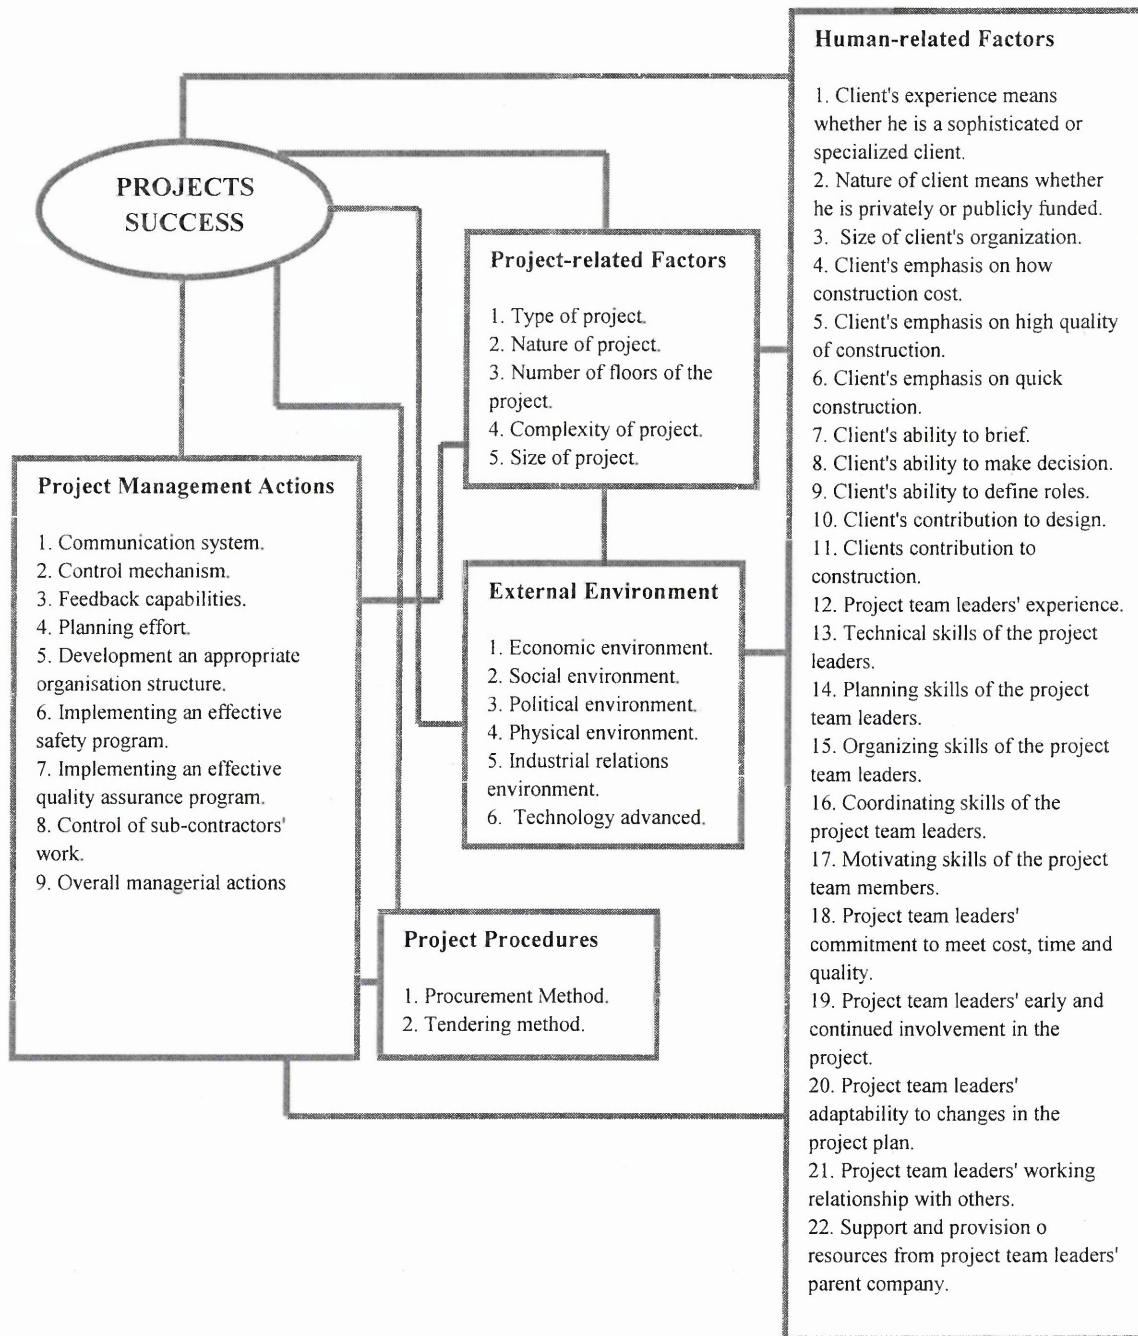 PROJECTS
SUCCESS
Project Management Actions
1. Communication system.
2. Control mechanism.
3. Feedback capabilities.
4. Planning effort.
5. Development an appropriate
organisation structure.
6. Implementing an effective
safety program.
7. Implementing an effective
quality assurance program.
8. Control of sub-contractors'
work.
9. Overall managerial actions
Project-related Factors
1. Type of project.
2. Nature of project.
3. Number of floors of the
project.
4. Complexity of project.
5. Size of project.
External Environment
1. Economic environment.
2. Social environment.
3. Political environment.
4. Physical environment.
5. Industrial relations
environment.
6. Technology advanced.
Project Procedures
1. Procurement Method.
2. Tendering method.
Human-related Factors
1. Client's experience means
whether he is a sophisticated or
specialized client.
2. Nature of client means whether
he is privately or publicly funded.
3. Size of client's organization.
4. Client's emphasis on how
construction cost.
5. Client's emphasis on high quality
of construction.
6. Client's emphasis on quick
construction.
7. Client's ability to brief.
8. Client's ability to make decision.
9. Client's ability to define roles.
10. Client's contribution to design.
11. Clients contribution to
construction.
12. Project team leaders' experience.
13. Technical skills of the project
leaders.
14. Planning skills of the project
team leaders.
15. Organizing skills of the project
team leaders.
16. Coordinating skills of the
project team leaders.
17. Motivating skills of the project
team members.
18. Project team leaders'
commitment to meet cost, time and
quality.
19. Project team leaders' early and
continued involvement in the
project.
20. Project team leaders'
adaptability to changes in the
project plan.
21. Project team leaders' working
relationship with others.
22. Support and provision o
resources from project team leaders'
parent company.